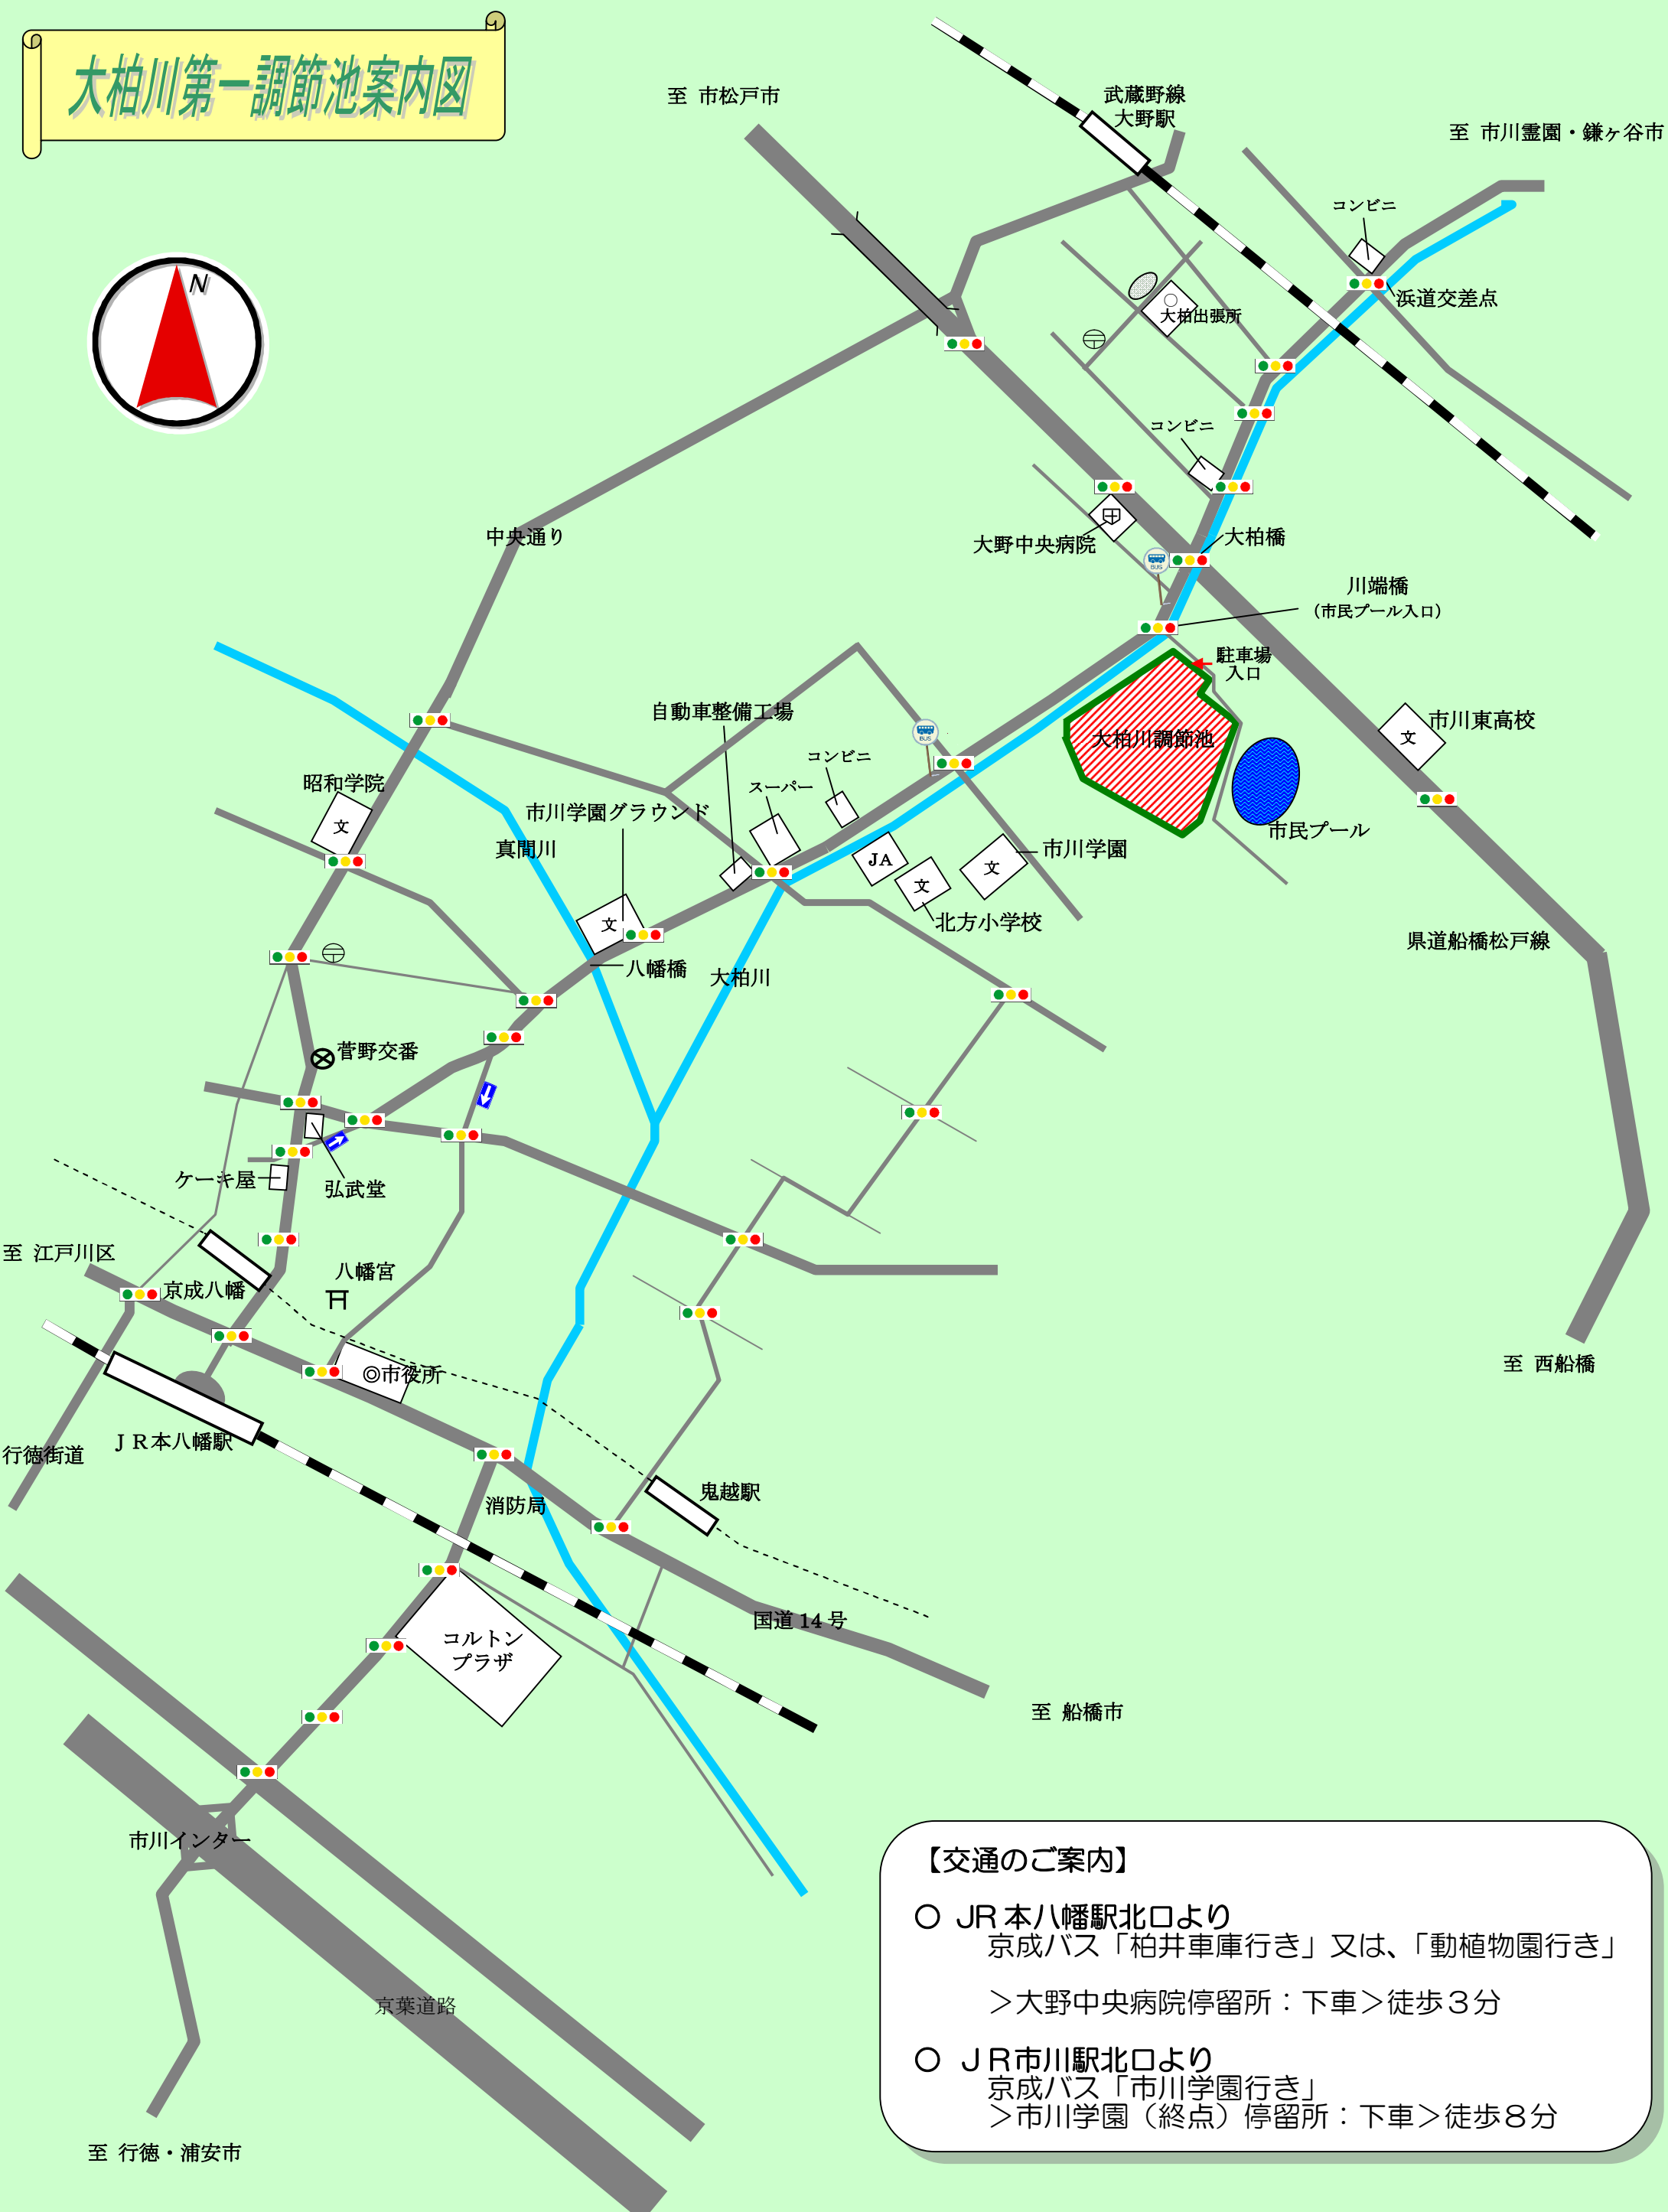 大柏川第一調節池案内図
至 市松戸市
武蔵野線
大野駅
至 市川霊園・鎌ヶ谷市
コンビニ
N
浜道交差点
大柏出張所
コンビニ
中央通り
大野中央病院
大柏橋
BUS
川端橋
(市民プール入口)
駐車場
入口
自動車整備工場
市川東高校
文
BUS
大柏川調節池
コンビニ
昭和学院
スーパー
市川学園グラウンド
文
市民プール
真間川
JA
市川学園
文
文
文
北方小学校
県道船橋松戸線
八幡橋
大柏川
菅野交番
ケーキ屋
弘武堂
至 江戸川区
八幡宮
京成八幡
至 西船橋
◎市役所
JR本八幡駅
行徳街道
鬼越駅
消防局
国道14号
コルトン
プラザ
至 船橋市
市川インター
【交通のご案内】
○ JR本八幡駅北口より
京成バス「柏井車庫行き」又は、「動植物園行き」
京葉道路
>大野中央病院停留所:下車>徒歩3分
○ JR市川駅北口より
京成バス「市川学園行き」
>市川学園(終点)停留所:下車>徒歩8分
至 行徳・浦安市